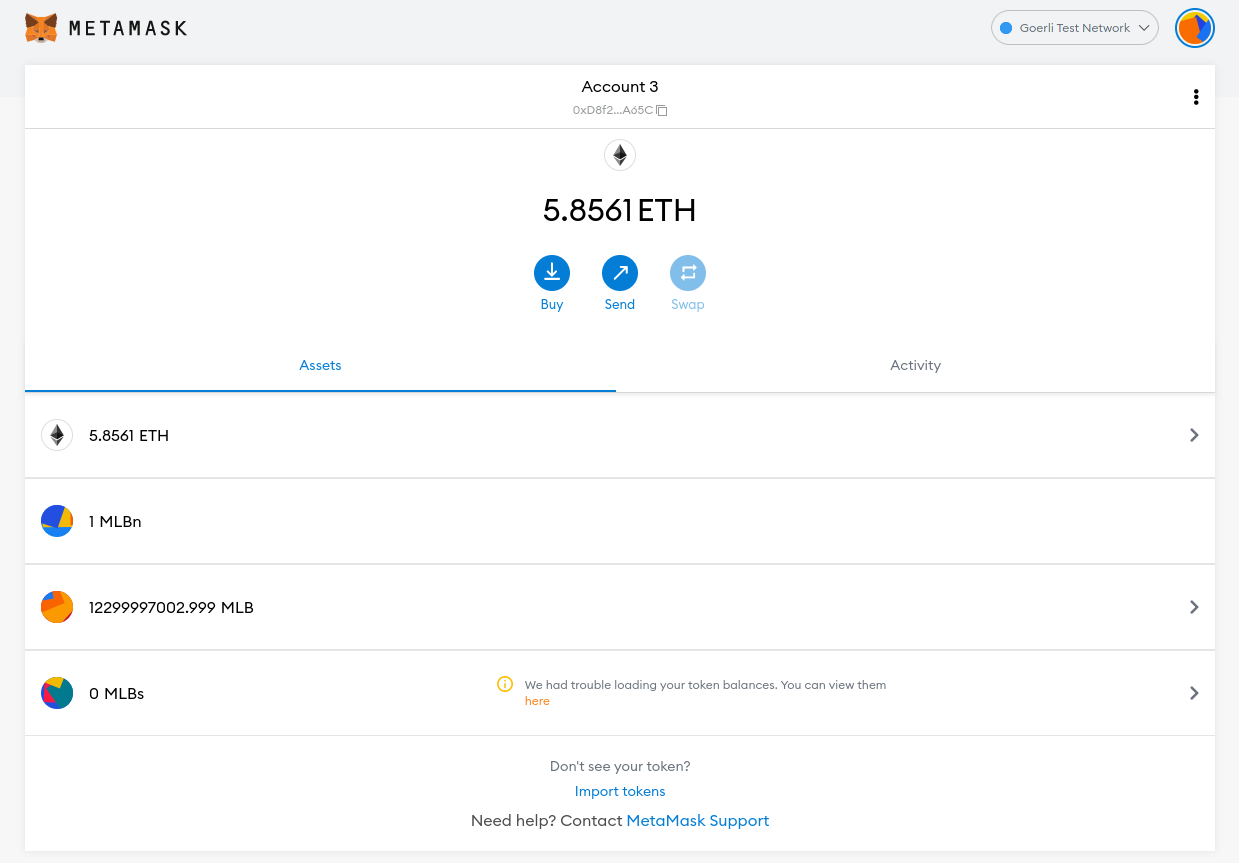 METAMASK
Goerli Test Network
Account 3
0xD8f2...A65C
5.8561 ETH
Buy
Send
Swap
Assets
Activity
5.8561 ETH
1 MLBn
12299997002.999 MLB
0 MLBs
We had trouble loading your token balances. You can view them
here
Don't see your token?
Import tokens
Need help? Contact MetaMask Support